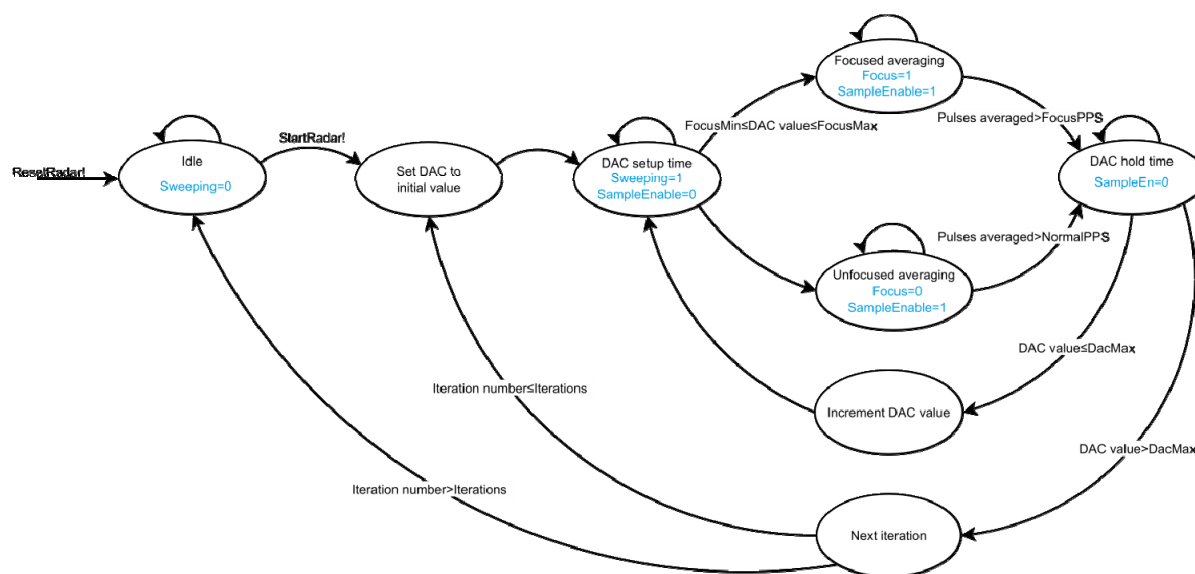 Focused averaging
Focus=1
SampleEnable=1
FocusMin≤DAC value≤FocusMax
Pulses averaged>FocusPPS
StartRadar!
ResetRadar!
Idle
Sweeping=0
Set DAC to
initial value
DAC setup time
Sweeping=1
SampleEnable=0
DAC hold time
SampleEn=0
Pulses averaged>NormalPPS
Unfocused averaging
Focus=0
SampleEnable=1
DAC value≤DacMax
Iteration number≤Iterations
Increment DAC value
DAC value>DacMax
Iteration number>Iterations
Next iteration